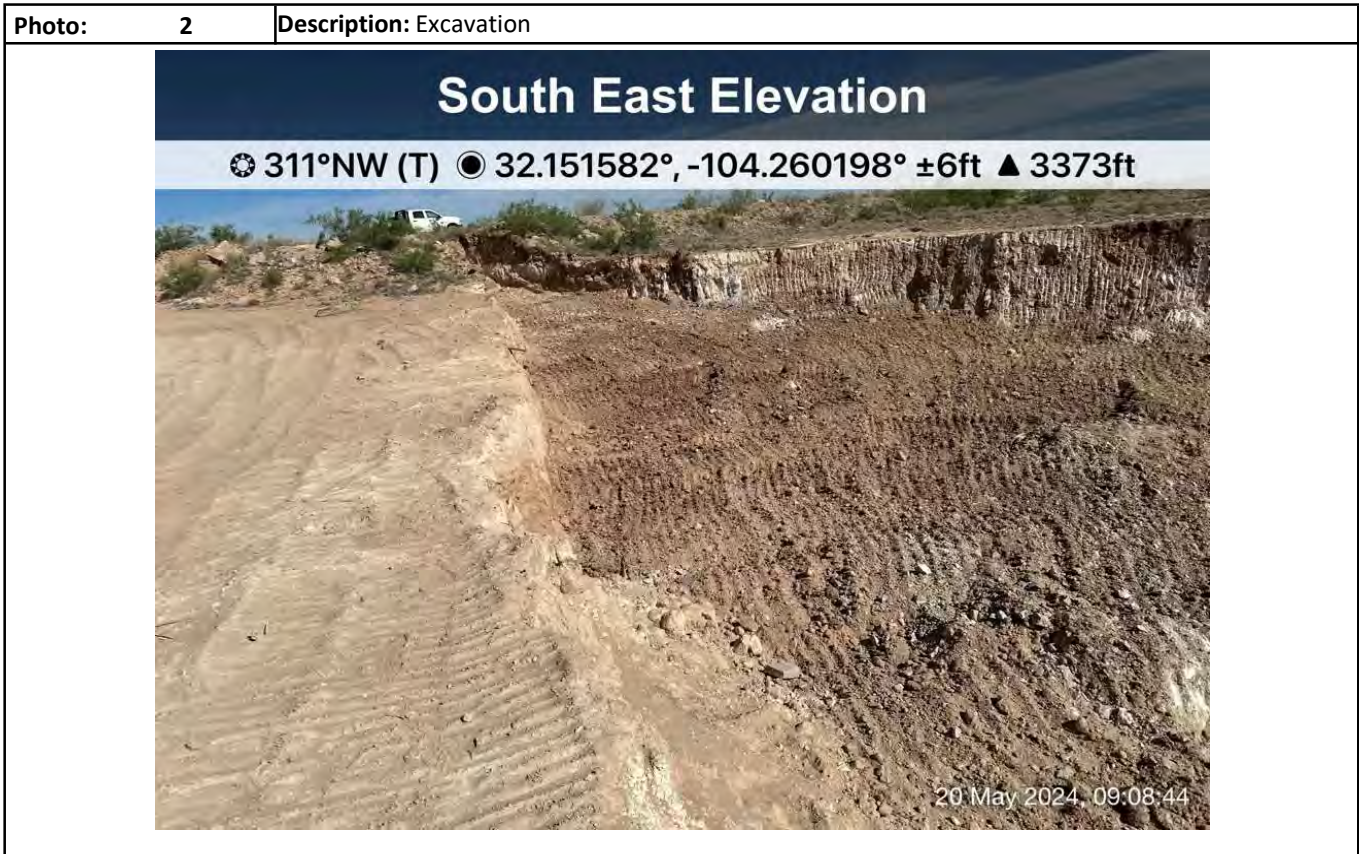 Photo: 2 Description: Excavation
South East Elevation
311°NW (T) 32.151582°, -104.260198° ±6ft ▲ 3373ft
20 May 2024, 09:08:44